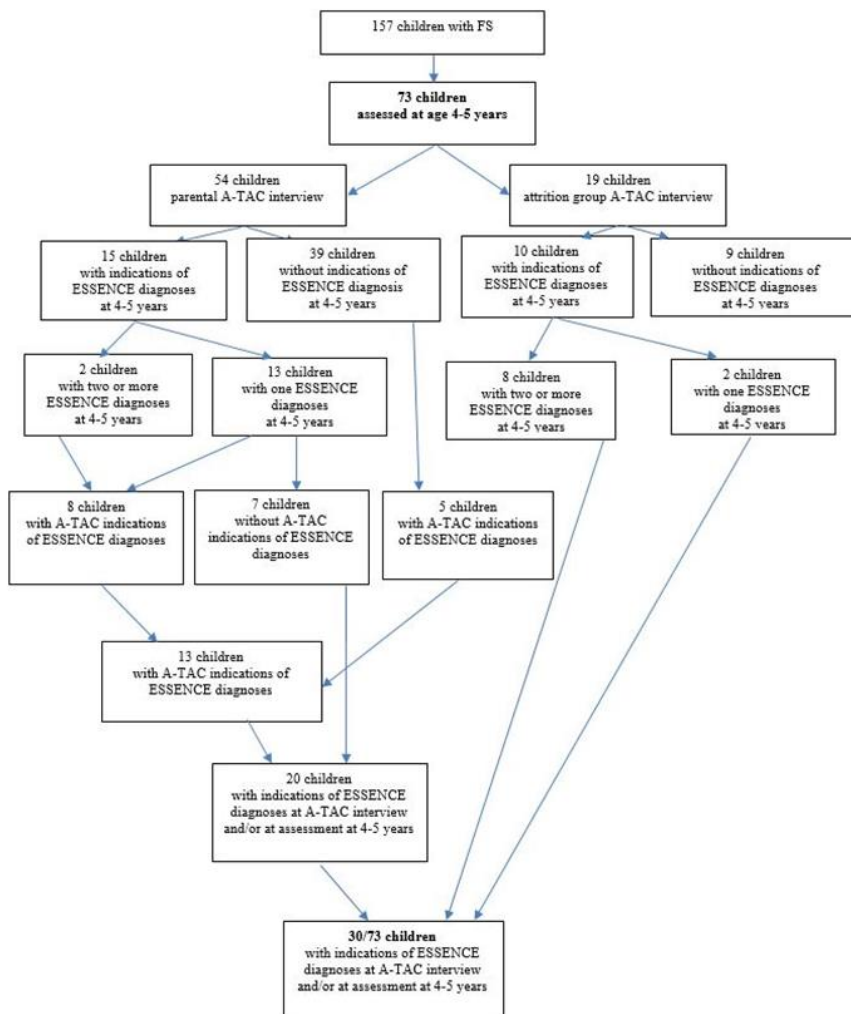 157 children with FS
73 children
assessed at age 4-5 years
54 children
parental A-TAC interview
19 children
attrition group A-TAC interview
15 children
with indications of
ESSENCE diagnoses
at 4-5 years
39 children
without indications of
ESSENCE diagnosis
at 4-5 years
10 children
with indications of
ESSENCE diagnoses
at 4-5 years
9 children
without indications of
ESSENCE diagnoses
at 4-5 years
2 children
with two or more
ESSENCE diagnoses
at 4-5 years
13 children
with one ESSENCE
diagnoses
at 4-5 years
8 children
with two or more
ESSENCE diagnoses
at 4-5 years
2 children
with one ESSENCE
diagnoses
at 4-5 years
8 children
with A-TAC indications
of ESSENCE diagnoses
7 children
without A-TAC
indications of ESSENCE
diagnoses
5 children
with A-TAC indications
of ESSENCE diagnoses
13 children
with A-TAC indications of
ESSENCE diagnoses
20 children
with indications of ESSENCE
diagnoses at A-TAC interview
and/or at assessment at 4-5 years
30/73 children
with indications of ESSENCE
diagnoses at A-TAC interview
and/or at assessment at 4-5 years